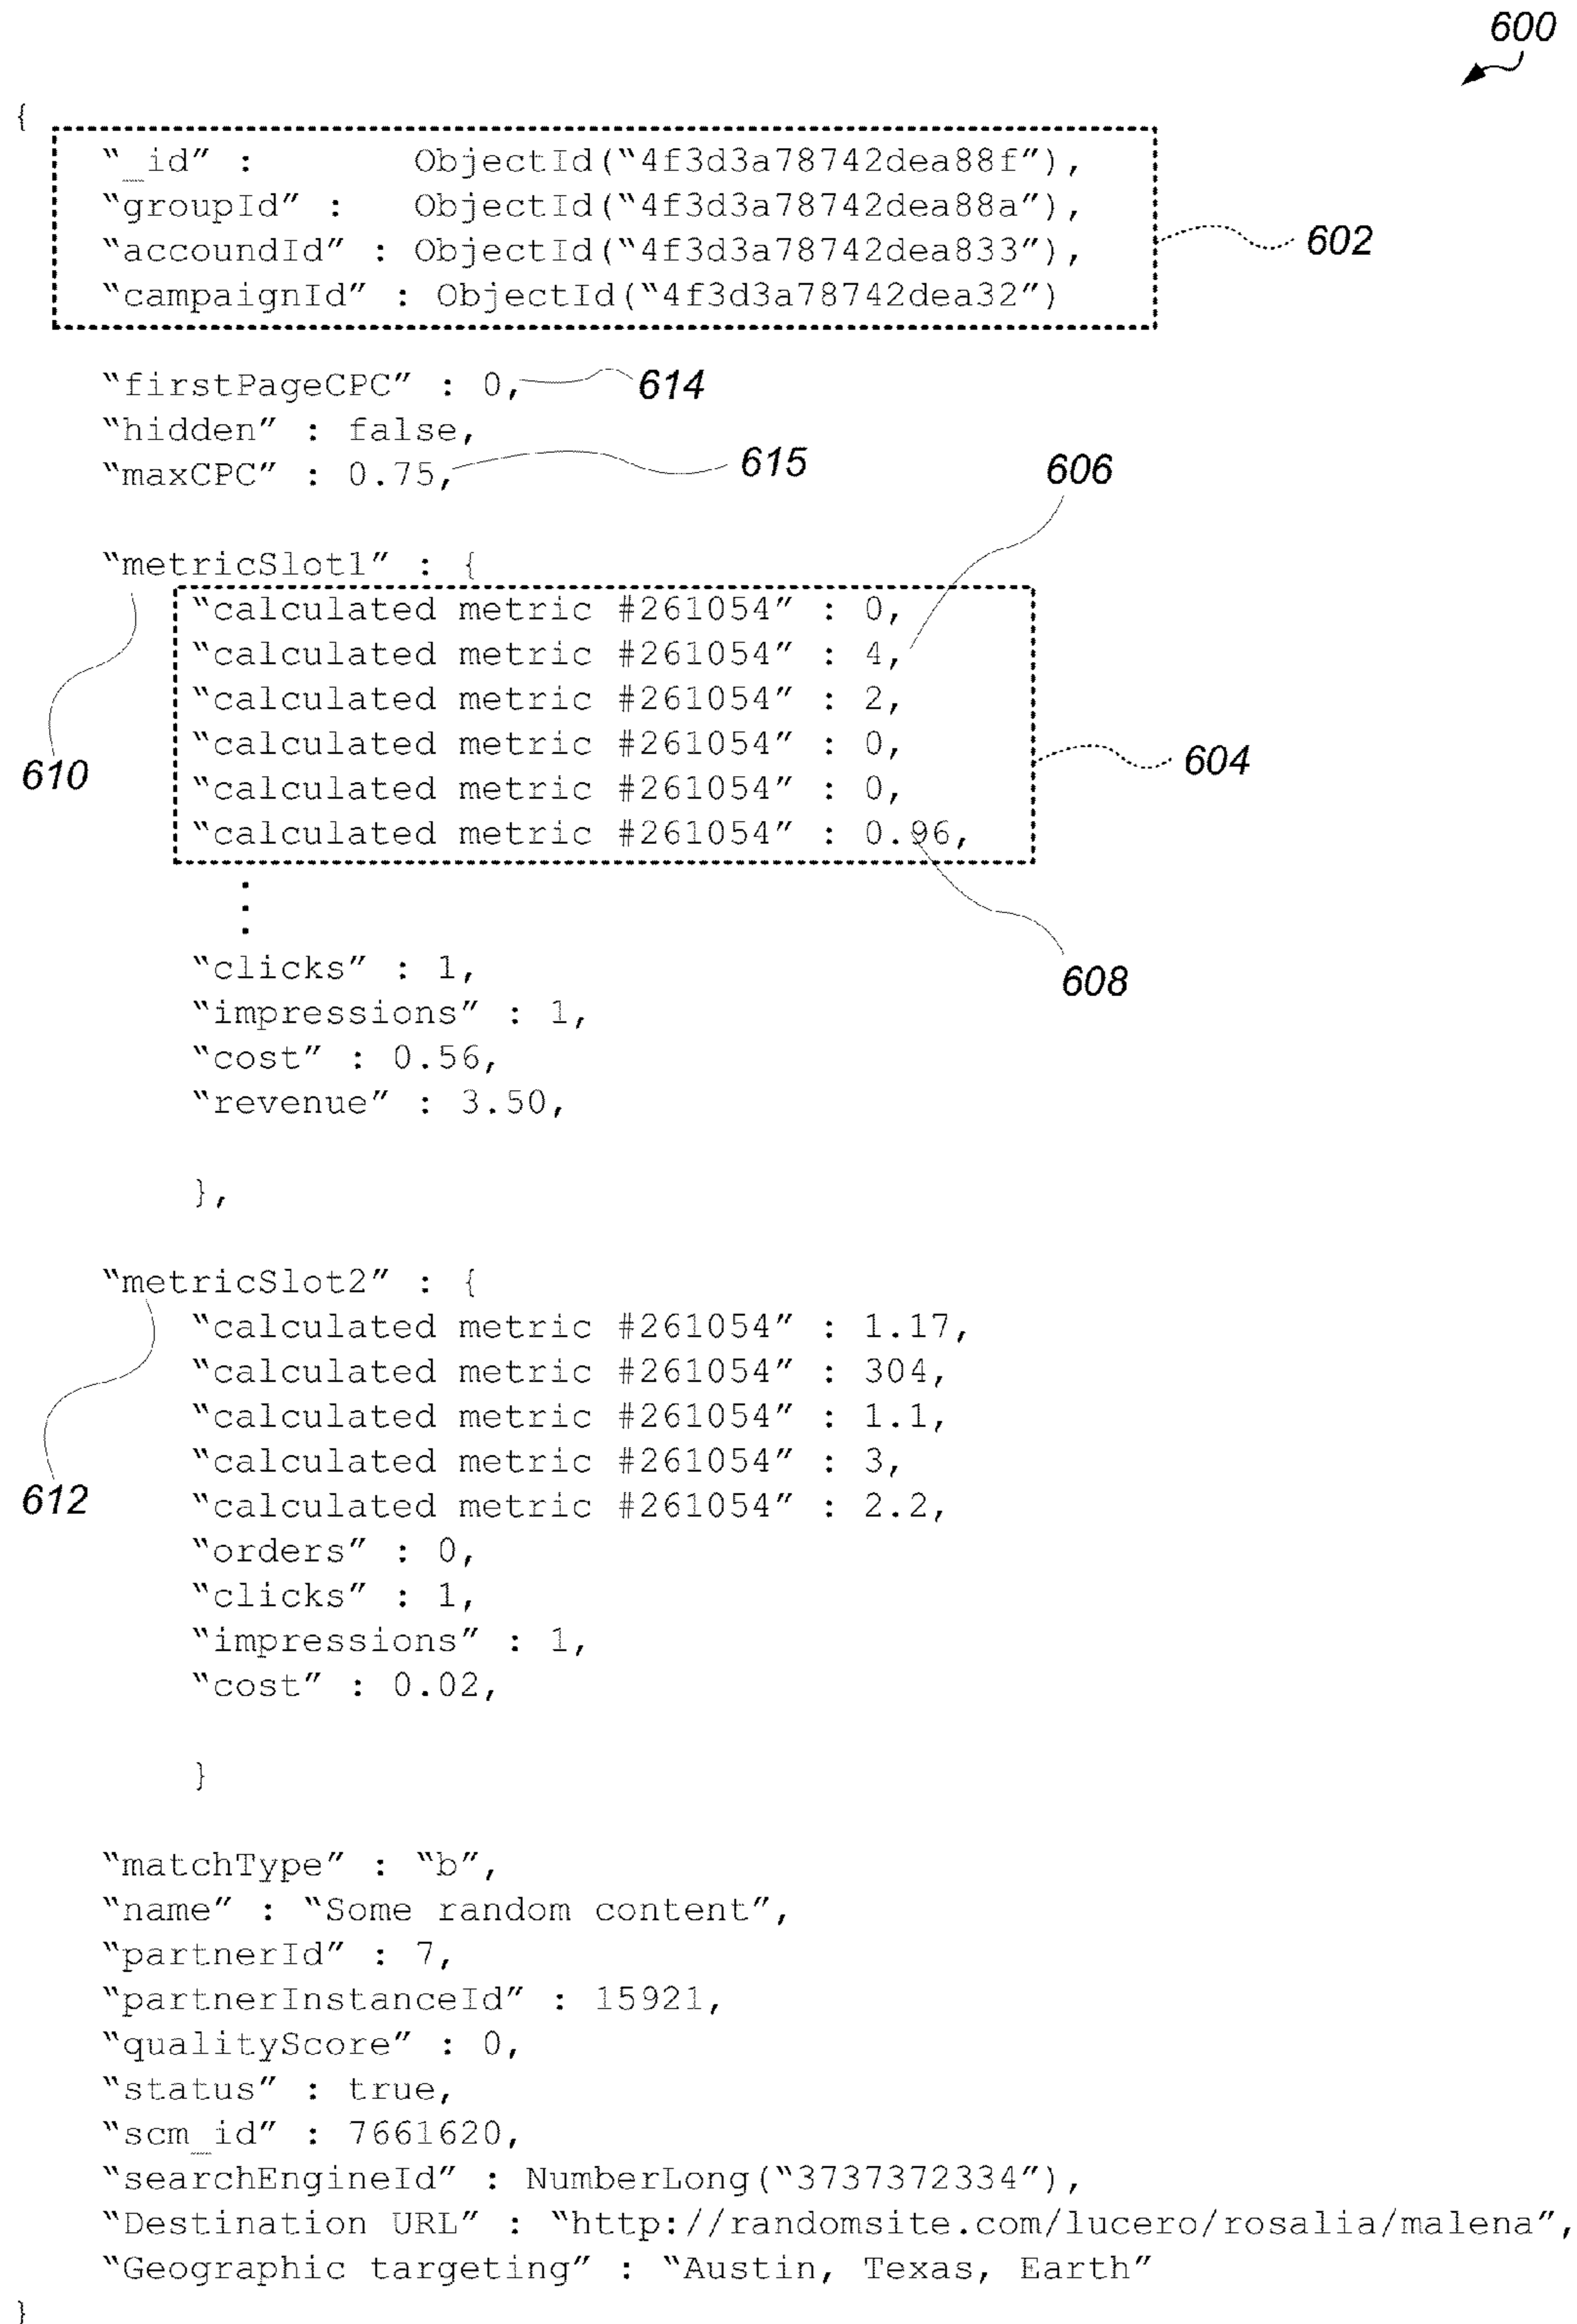 600
{
“_id” : ObjectId(“4f3d3a78742dea88f”),
“groupId” : ObjectId(“4f3d3a78742dea88a”),
“accoundId” : ObjectId(“4f3d3a78742dea833”),
602
“campaignId” : ObjectId(“4f3d3a78742dea32”)
“firstPageCPC” : 0, 614
“hidden” : false,
“maxCPC” : 0.75, 615
606
“metricSlot1” : {
“calculated metric #261054” : 0,
“calculated metric #261054” : 4,
“calculated metric #261054” : 2,
“calculated metric #261054” : 0,
610
604
“calculated metric #261054” : 0,
“calculated metric #261054” : 0.96,
:
“clicks” : 1,
608
“impressions” : 1,
“cost” : 0.56,
“revenue” : 3.50,
},
“metricSlot2” : {
“calculated metric #261054” : 1.17,
“calculated metric #261054” : 304,
“calculated metric #261054” : 1.1,
“calculated metric #261054” : 3,
612
“calculated metric #261054” : 2.2,
“orders” : 0,
“clicks” : 1,
“impressions” : 1,
“cost” : 0.02,
}
“matchType” : “b”,
“name” : “Some random content”,
“partnerId” : 7,
“partnerInstanceId” : 15921,
“qualityScore” : 0,
“status” : true,
“scm_id” : 7661620,
“searchEngineId” : NumberLong(“3737372334”),
“Destination URL” : “http://randomsite.com/lucero/rosalia/malena”,
“Geographic targeting” : “Austin, Texas, Earth”
}